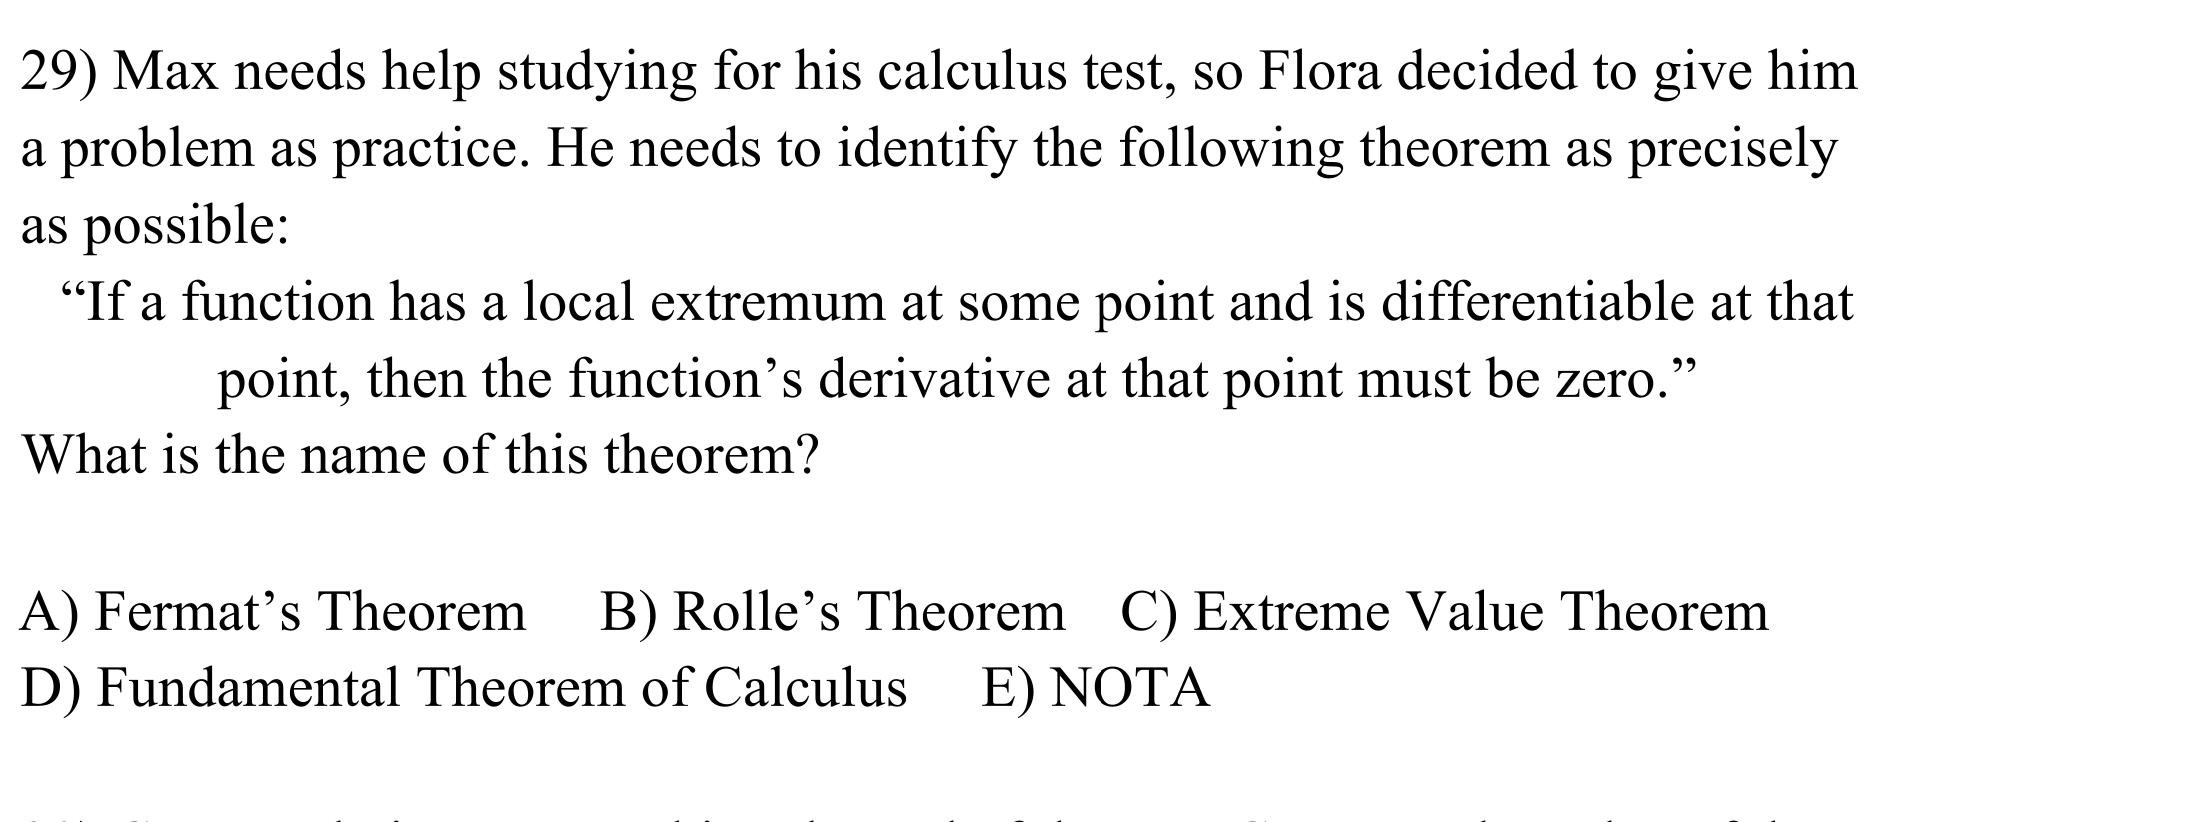 29) Max needs help studying for his calculus test, so Flora decided to give him
a problem as practice. He needs to identify the following theorem as precisely
as possible:
“If a function has a local extremum at some point and is differentiable at that
point, then the function’s derivative at that point must be zero.”
What is the name of this theorem?
A) Fermat’s Theorem B) Rolle’s Theorem C) Extreme Value Theorem
D) Fundamental Theorem of Calculus E) NOTA